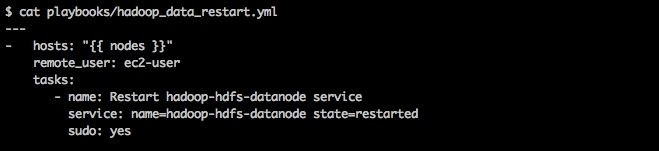 $ cat playbooks/hadoop_data_restart.yml
---
-   hosts: "{{ nodes }}"
    remote_user: ec2-user
    tasks:
       - name: Restart hadoop-hdfs-datanode service
         service: name=hadoop-hdfs-datanode state=restarted
         sudo: yes